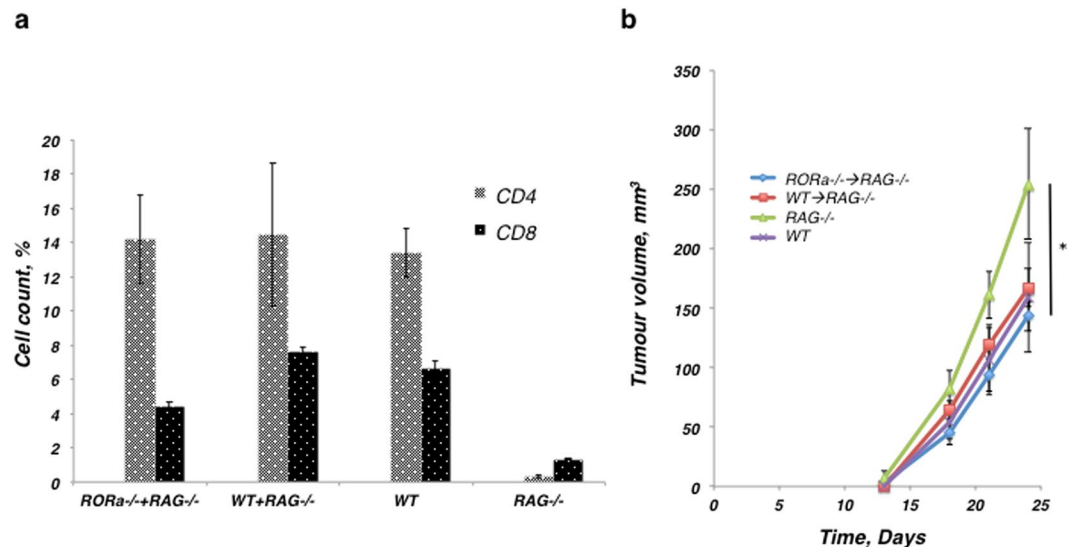 a
Cell count, %
20
18
16
14
12
10
8
6
4
2
0
RORa-/-+RAG-/-
WT+RAG-/-
WT
RAG-/-
CD4
CD8
b
Tumour volume, mm³
350
300
250
200
150
100
50
0
0 5 10 15 20 25
Time, Days
RORa-/-→RAG-/-
WT→RAG-/-
RAG-/-
WT
*